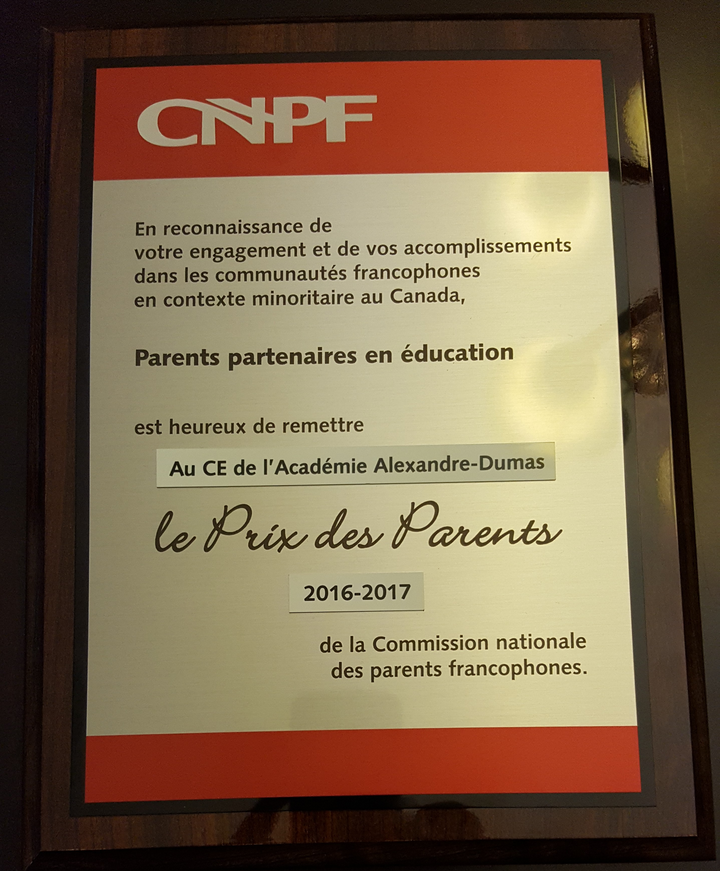 CNPF
En reconnaissance de
votre engagement et de vos accomplissements
dans les communautés francophones
en contexte minoritaire au Canada,
Parents partenaires en éducation
est heureux de remettre
Au CE de l'Académie Alexandre-Dumas
le Prix des Parents
2016-2017
de la Commission nationale
des parents francophones.